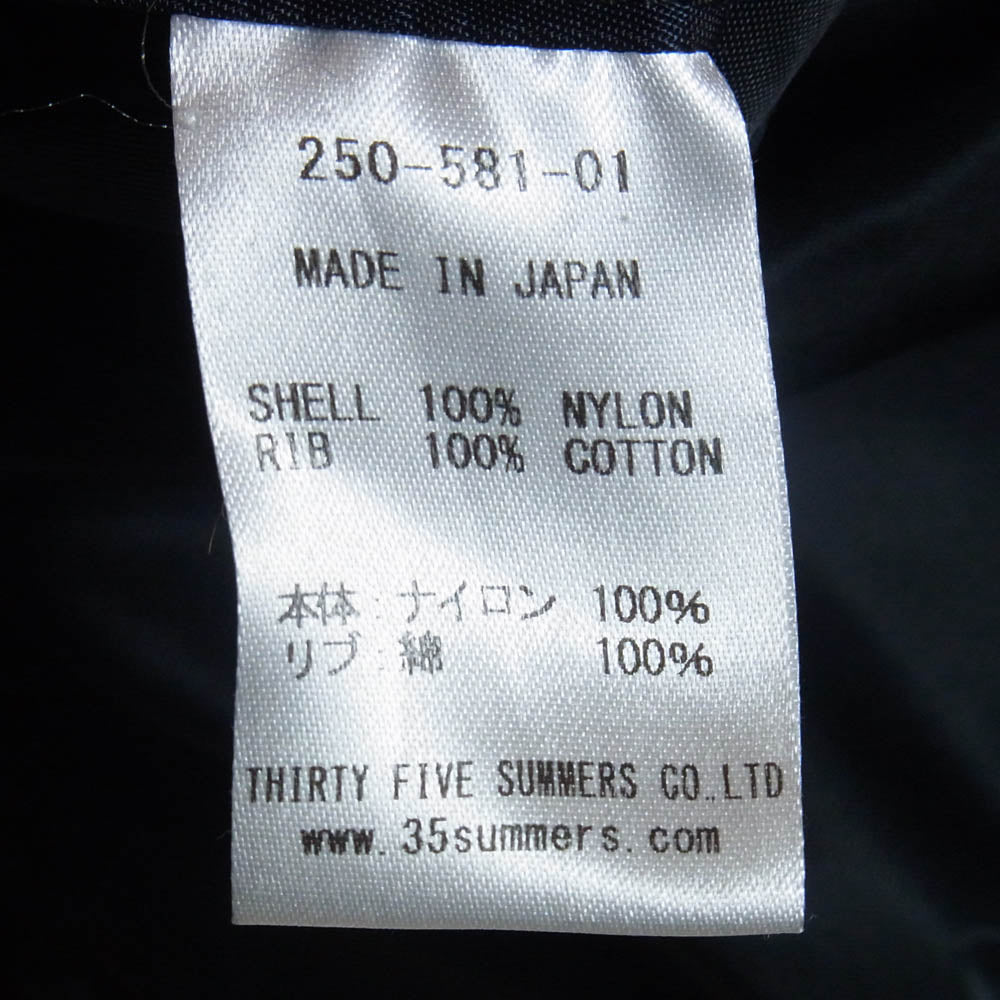 250-581-01
MADE IN JAPAN
SHELL 100% NYLON
RIB 100% COTTON
本体:ナイロン 100%
リブ:綿 100%
THIRTY FIVE SUMMERS CO.,LTD
www.35summers.com